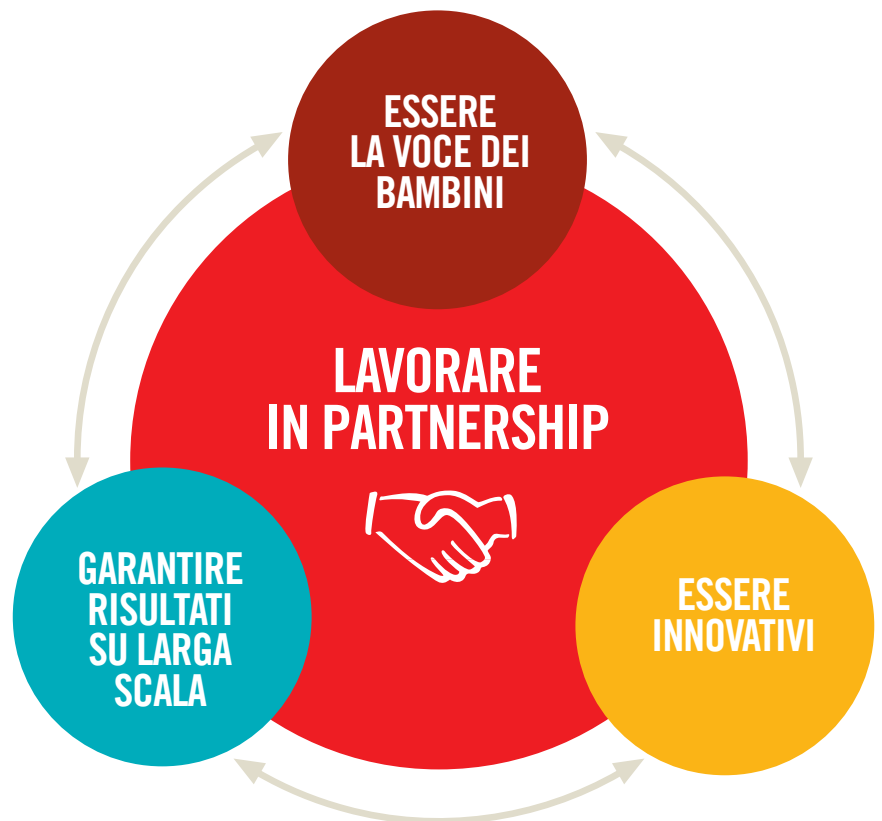 ESSERE
LA VOCE DEI
BAMBINI
LAVORARE
IN PARTNERSHIP
GARANTIRE
RISULTATI
SU LARGA
SCALA
ESSERE
INNOVATIVI